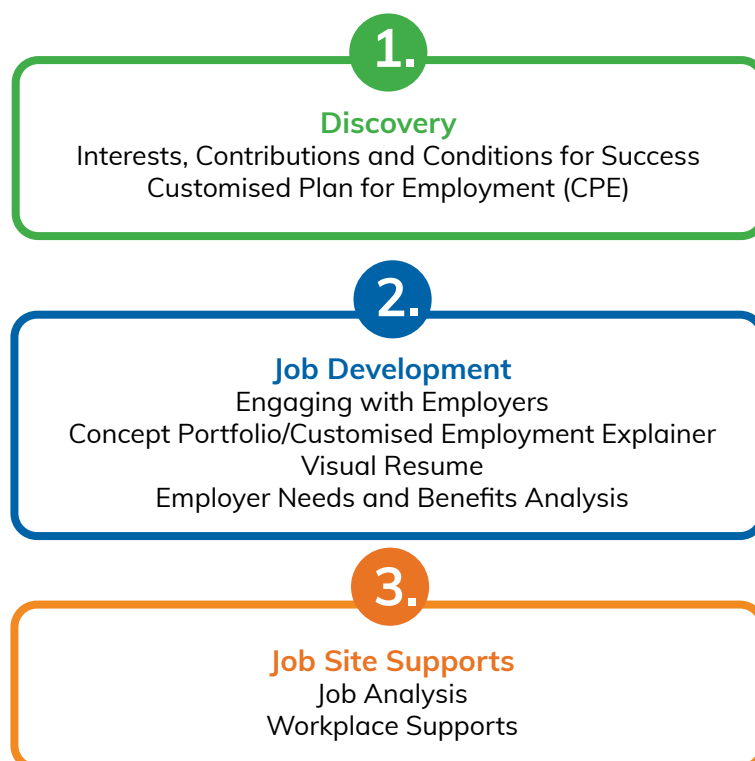 1.
Discovery
Interests, Contributions and Conditions for Success
Customised Plan for Employment (CPE)
2.
Job Development
Engaging with Employers
Concept Portfolio/Customised Employment Explainer
Visual Resume
Employer Needs and Benefits Analysis
3.
Job Site Supports
Job Analysis
Workplace Supports